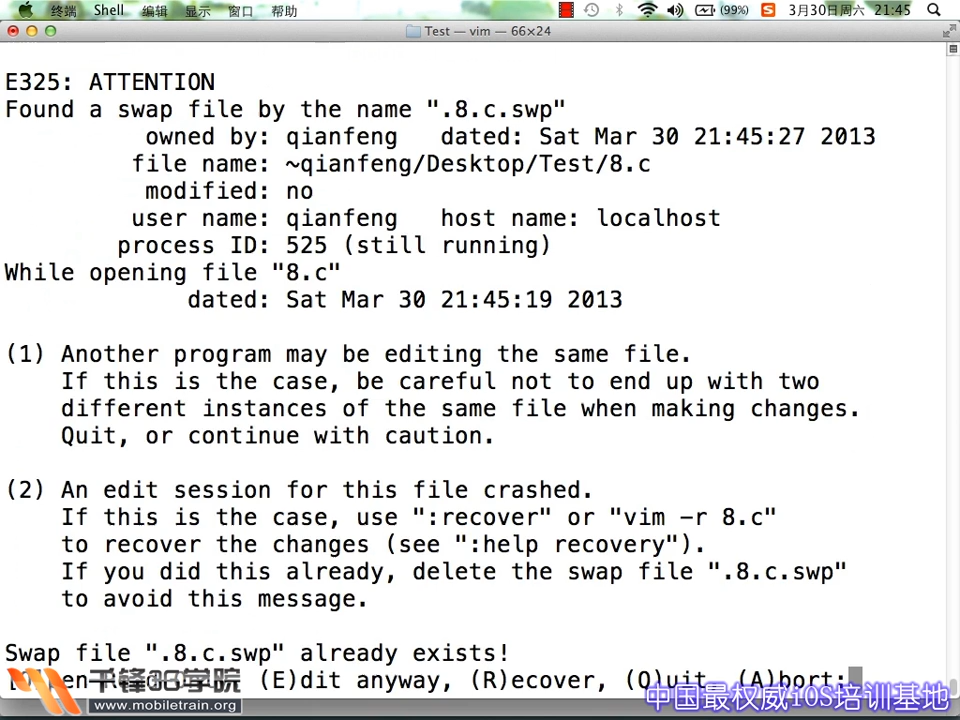 终端 Shell 编辑 显示 窗口 帮助 (99%) 3月30日周六 21:45
Test — vim — 66×24
E325: ATTENTION
Found a swap file by the name ".8.c.swp"
owned by: qianfeng dated: Sat Mar 30 21:45:27 2013
file name: ~qianfeng/Desktop/Test/8.c
modified: no
user name: qianfeng host name: localhost
process ID: 525 (still running)
While opening file "8.c"
dated: Sat Mar 30 21:45:19 2013
(1) Another program may be editing the same file.
If this is the case, be careful not to end up with two
different instances of the same file when making changes.
Quit, or continue with caution.
(2) An edit session for this file crashed.
If this is the case, use ":recover" or "vim -r 8.c"
to recover the changes (see ":help recovery").
If you did this already, delete the swap file ".8.c.swp"
to avoid this message.
Swap file ".8.c.swp" already exists!
(E)dit anyway, (R)ecover, (Q)uit, (A)bort:
千锋3G学院
www.mobiletrain.org
中国最权威iOS培训基地